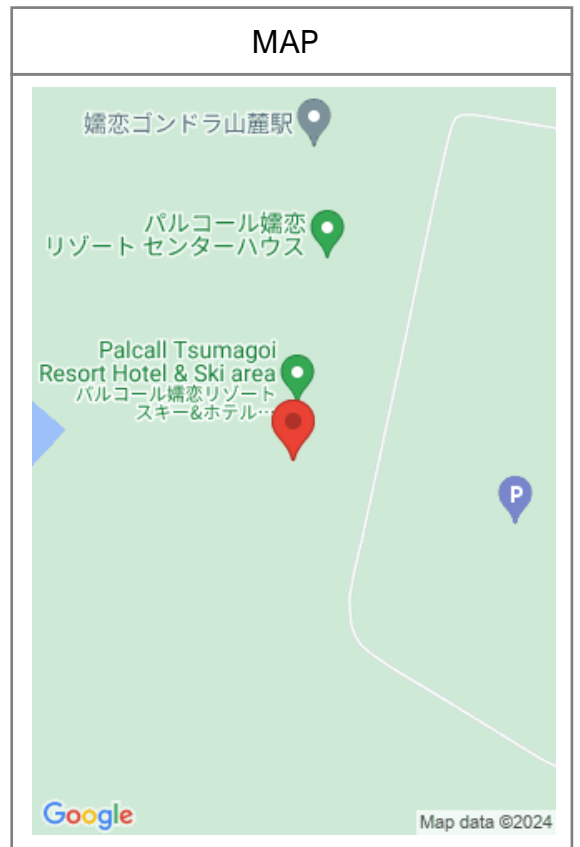 MAP
嬬恋ゴンドラ山麓駅
パルコール嬬恋
リゾート センターハウス
Palcall Tsumagoi
Resort Hotel & Ski area
パルコール嬬恋リゾート
スキー&ホテル…
P
Google
Map data ©2024